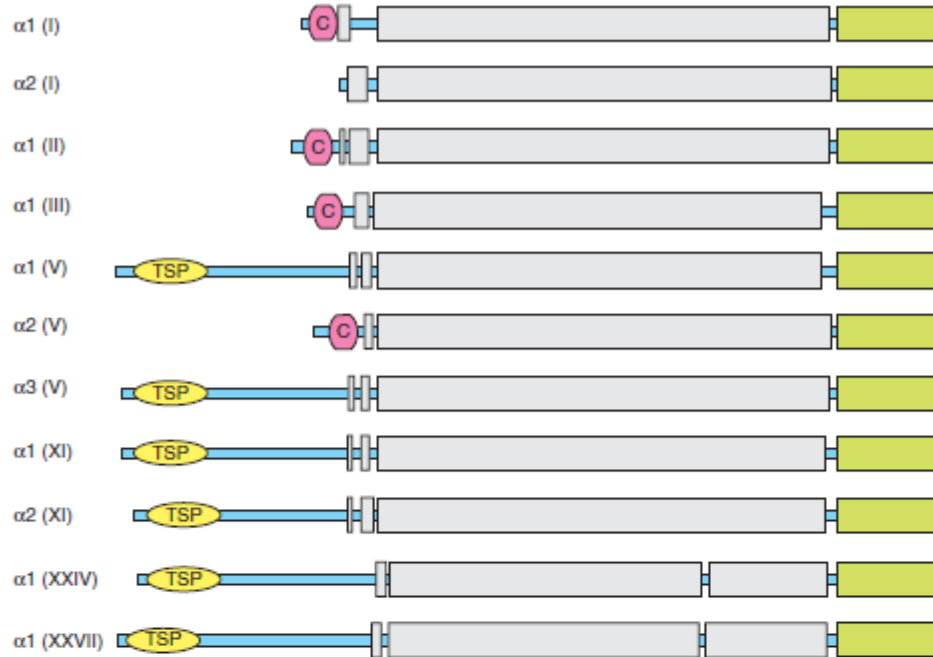 α1 (I) C
α2 (I)
α1 (II) C
α1 (III) C
α1 (V) TSP
α2 (V) C
α3 (V) TSP
α1 (XI) TSP
α2 (XI) TSP
α1 (XXIV) TSP
α1 (XXVII) TSP